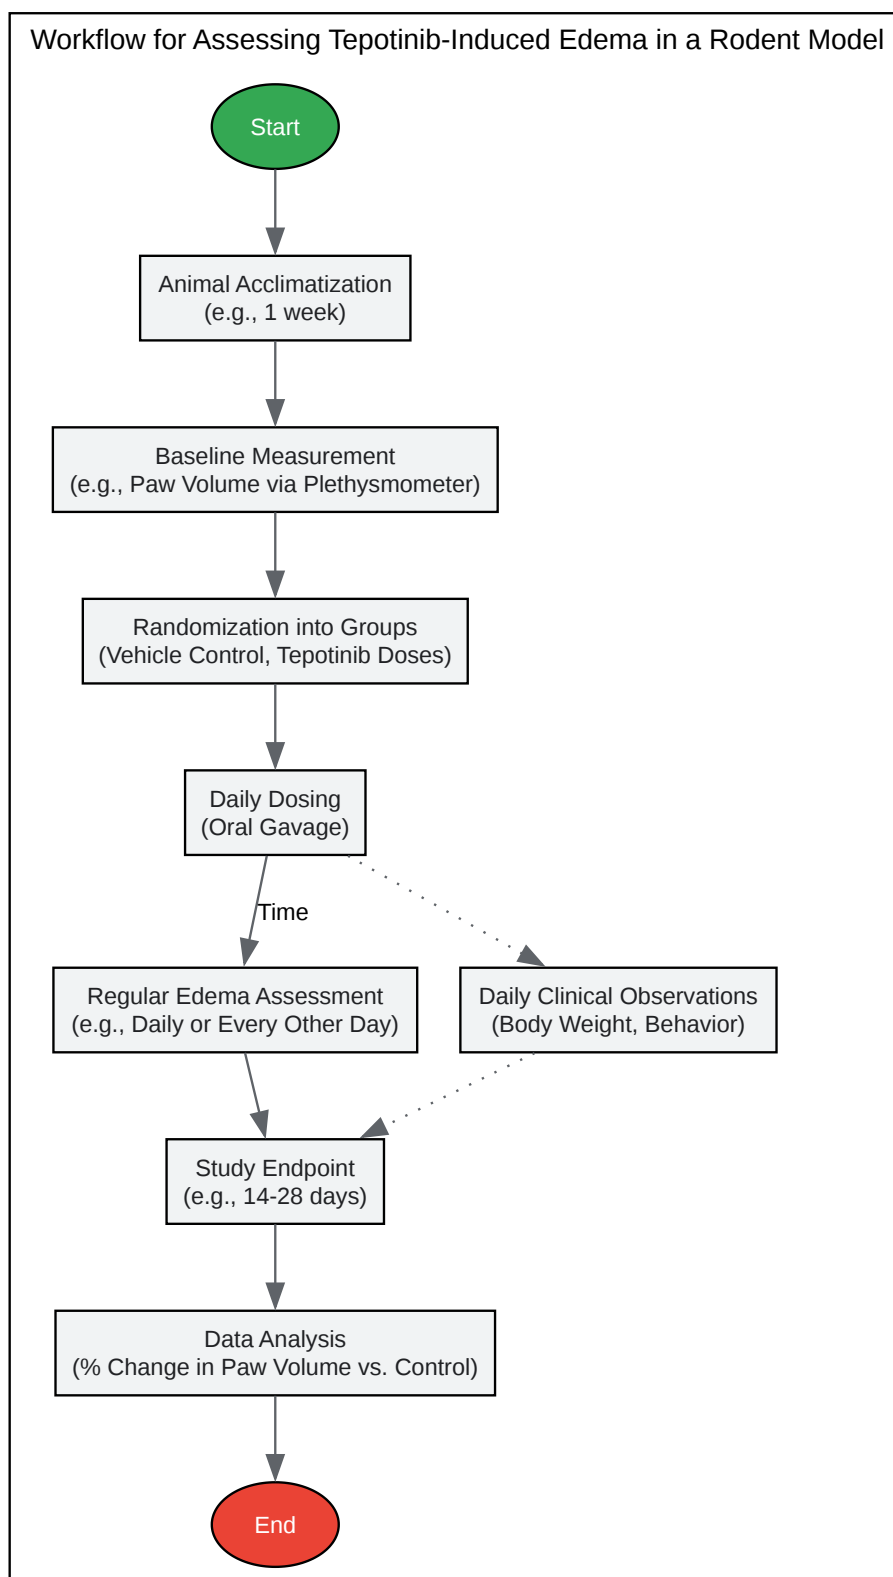 Workflow for Assessing Tepotinib-Induced Edema in a Rodent Model
Start
Animal Acclimatization
(e.g., 1 week)
Baseline Measurement
(e.g., Paw Volume via Plethysmometer)
Randomization into Groups
(Vehicle Control, Tepotinib Doses)
Daily Dosing
(Oral Gavage)
Time
Regular Edema Assessment
(e.g., Daily or Every Other Day)
Daily Clinical Observations
(Body Weight, Behavior)
Study Endpoint
(e.g., 14-28 days)
Data Analysis
(% Change in Paw Volume vs. Control)
End